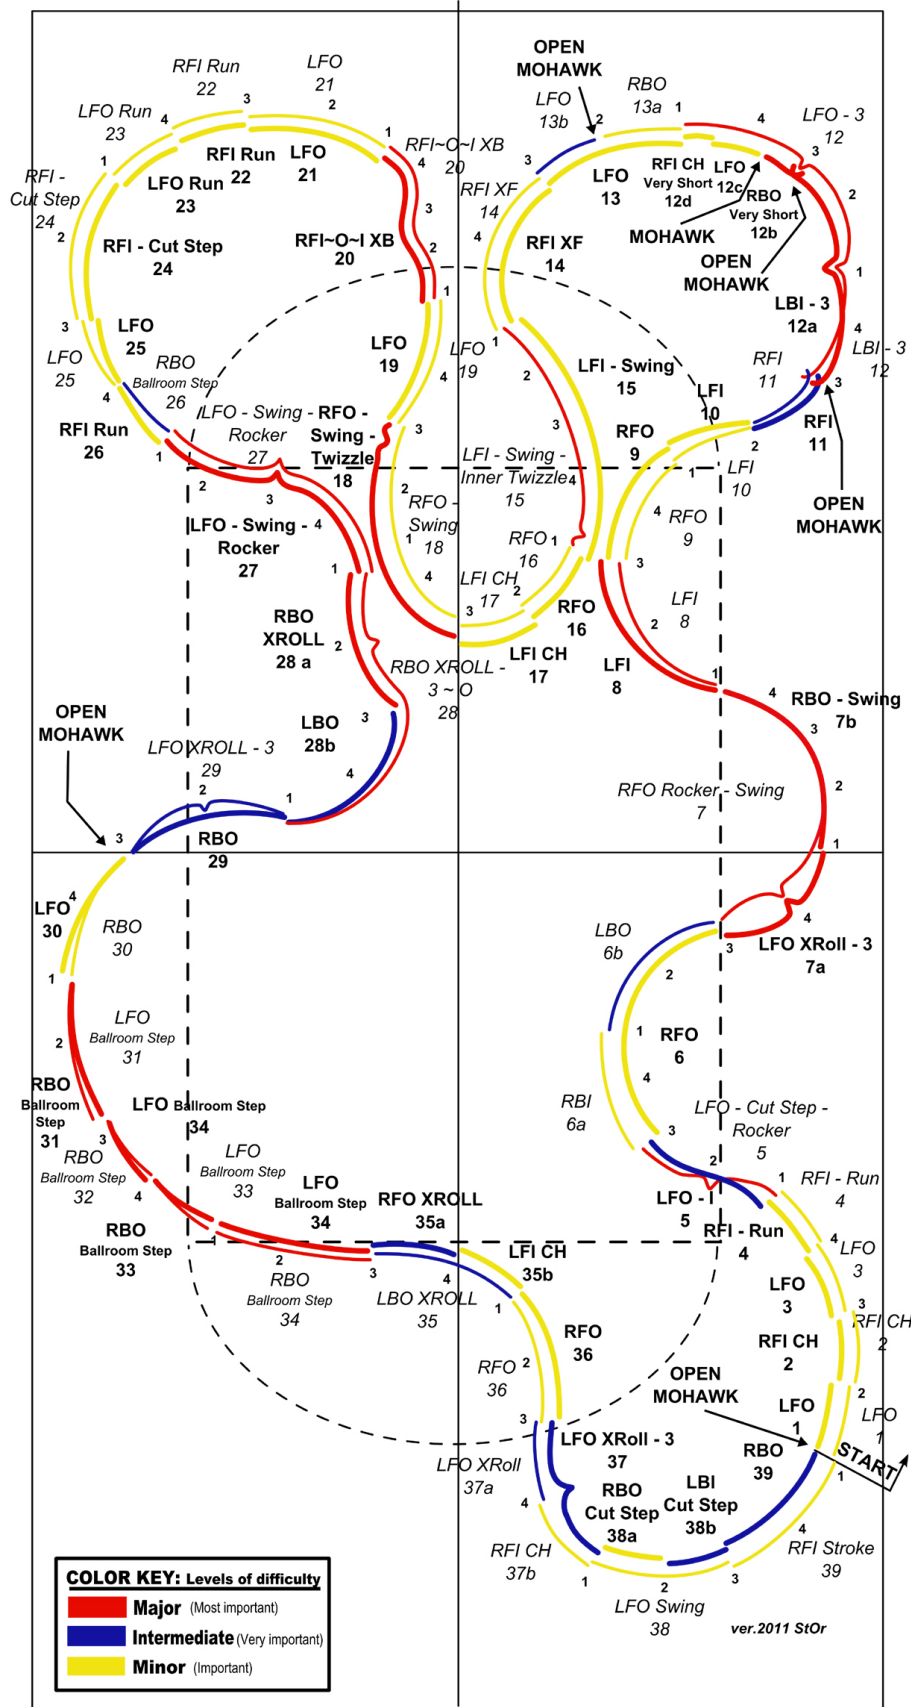 OPEN
MOHAWK
RFI Run
22
LFO
21
LFO
13b
RBO
13a
LFO - 3
12
LFO Run
23
RFI Run
22
LFO
21
RFI~O~I XB
20
LFO Run
23
RFI -
Cut Step
24
RFI XF
14
LFO
13
RFI CH
Very Short
12d
LFO
12c
RBO
Very Short
12b
MOHAWK
OPEN
MOHAWK
RFI - Cut Step
24
RFI~O~I XB
20
RFI XF
14
LBI - 3
12a
LBI - 3
12
LFO
25
LFO
25
RBO
Ballroom Step
26
LFO
19
LFO
19
LFI - Swing
15
RFI
11
LFI
10
RFI
11
RFI Run
26
LFO - Swing -
Rocker
27
RFO -
Swing -
Twizzle
18
RFO
9
LFI - Swing -
Inner Twizzle
15
LFI
10
OPEN
MOHAWK
RFO -
Swing
18
LFO - Swing -
Rocker
27
RFO
16
RFO
9
LFI CH
17
RFO
16
LFI
8
RBO
XROLL
28 a
LFI CH
17
LFI
8
RBO XROLL -
3 ~ O
28
RBO - Swing
7b
OPEN
MOHAWK
LBO
28b
LFO XROLL - 3
29
RFO Rocker - Swing
7
RBO
29
LFO
30
RBO
30
LBO
6b
LFO XRoll - 3
7a
RFO
6
LFO
Ballroom Step
31
RBO
Ballroom
Step
31
RBI
6a
LFO - Cut Step -
Rocker
5
LFO Ballroom Step
34
RBO
Ballroom Step
32
LFO
Ballroom Step
33
LFO
Ballroom Step
34
RFO XROLL
35a
LFO -
5
RFI - Run
4
RFI - Run
4
RBO
Ballroom Step
33
LFI CH
35b
LFO
3
RBO
Ballroom Step
34
LBO XROLL
35
LFO
3
RFI CH
2
RFO
36
RFI CH
2
RFO
36
OPEN
MOHAWK
LFO
1
LFO
1
START
LFO XRoll - 3
37
RBO
39
LFO XRoll
37a
RBO
Cut Step
38a
LBI
Cut Step
38b
RFI CH
37b
RFI Stroke
39
LFO Swing
38
ver.2011 StOr
COLOR KEY: Levels of difficulty
Major (Most important)
Intermediate (Very important)
Minor (Important)